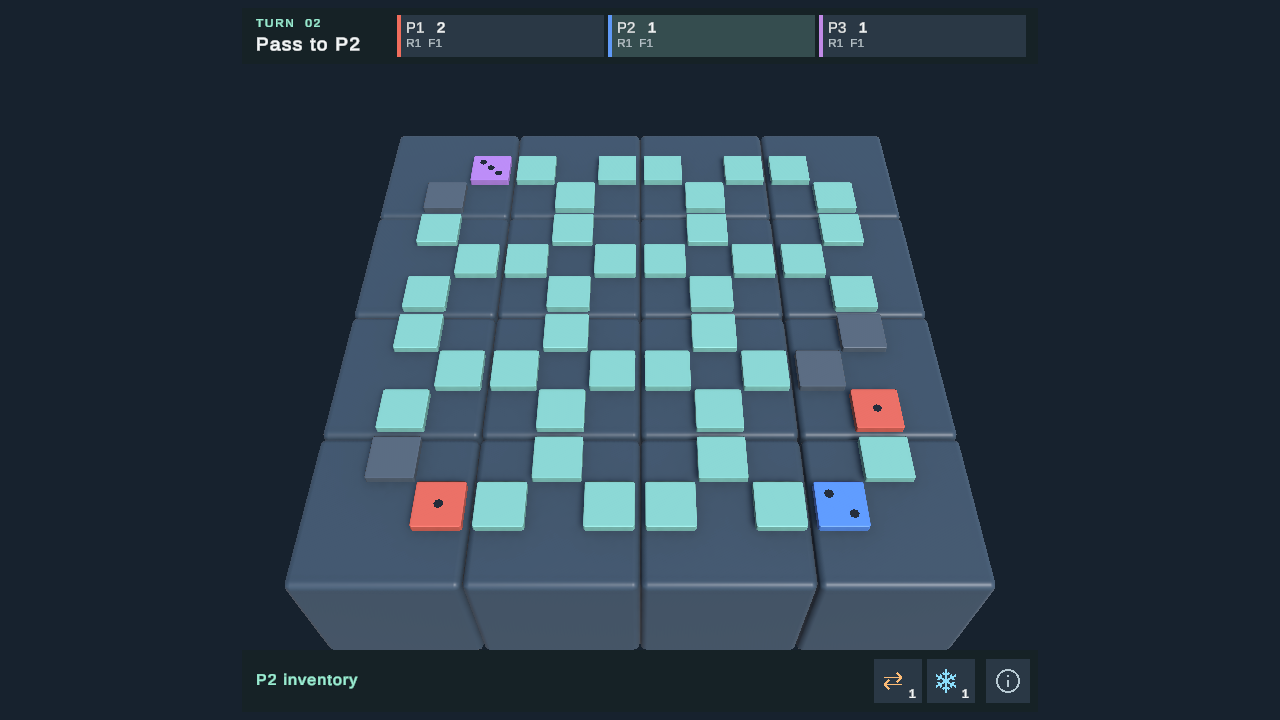 TURN 02
Pass to P2
P1 2
R1 F1
P2 1
R1 F1
P3 1
R1 F1
P2 inventory
1
1